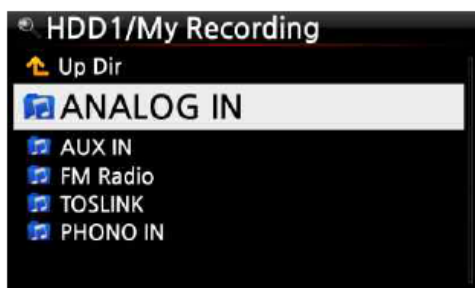 HDD1/My Recording
Up Dir
ANALOG IN
AUX IN
FM Radio
TOSLINK
PHONO IN